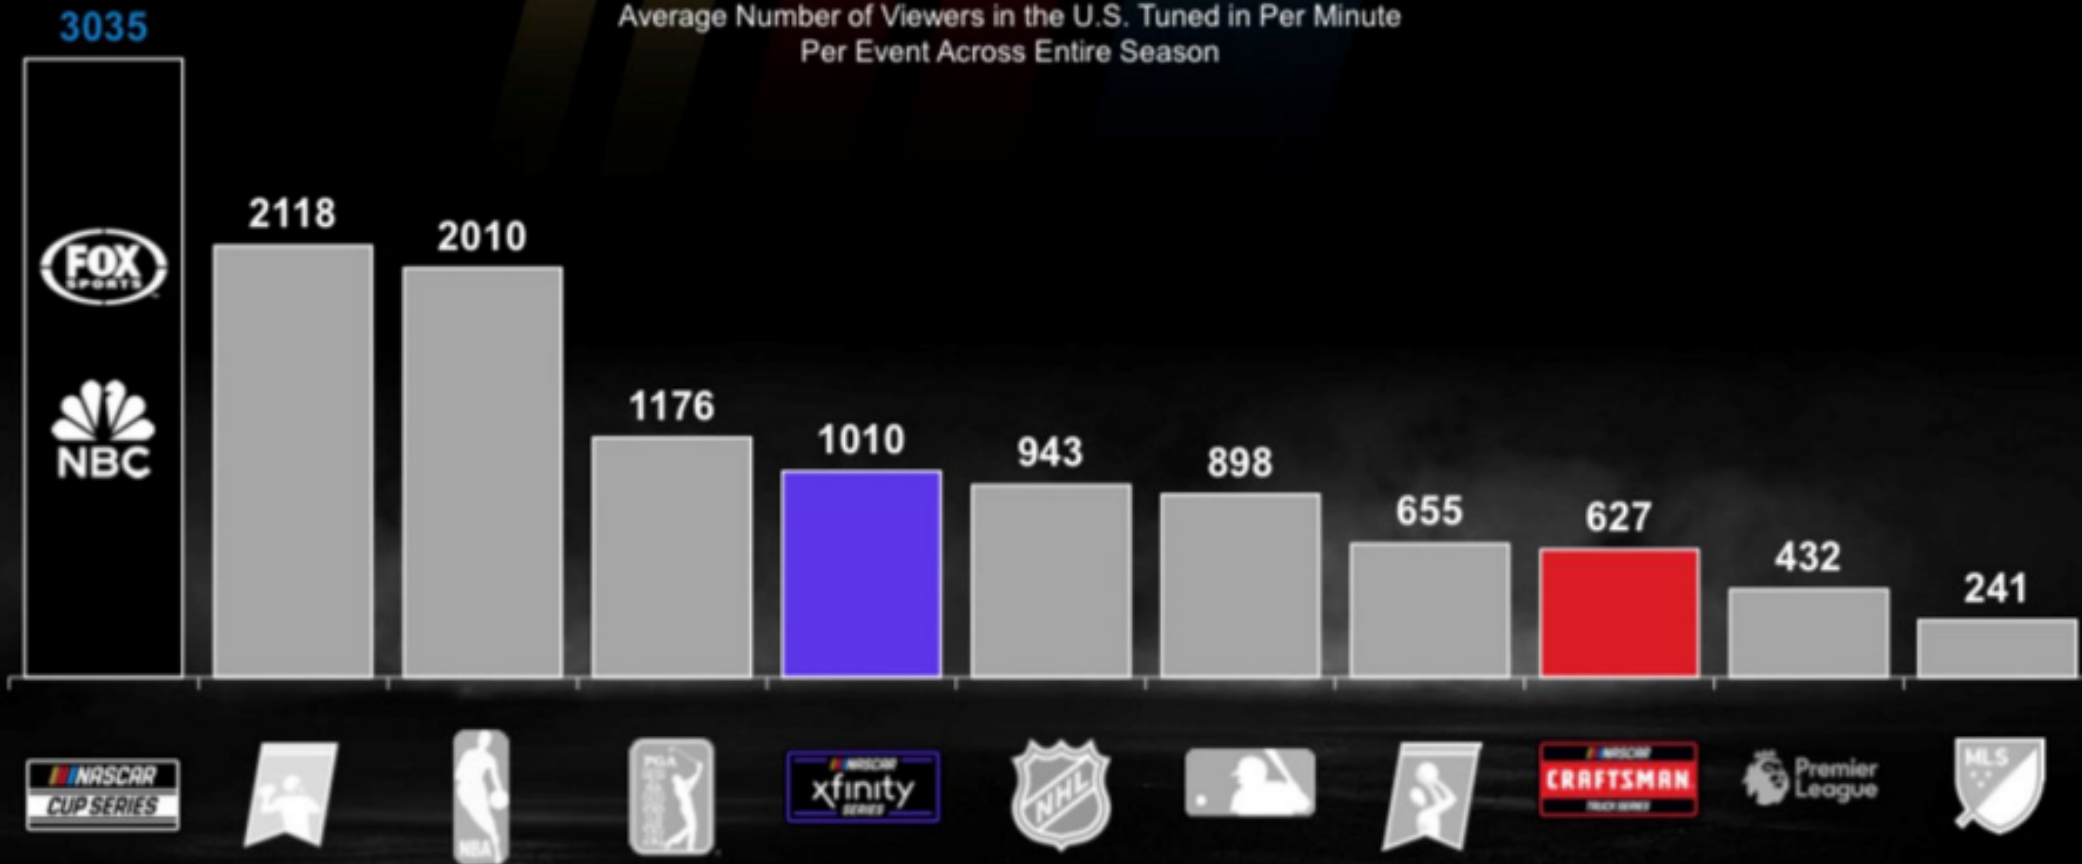 3035
Average Number of Viewers in the U.S. Tuned in Per Minute
Per Event Across Entire Season
2118
2010
1176
1010
943
898
655
627
432
241
FOX
SPORTS
NBC
NASCAR
CUP SERIES
NBA
PGA
NASCAR
xfinity
SERIES
NHL
NASCAR
CRAFTSMAN
TRUCK SERIES
Premier
League
MLS